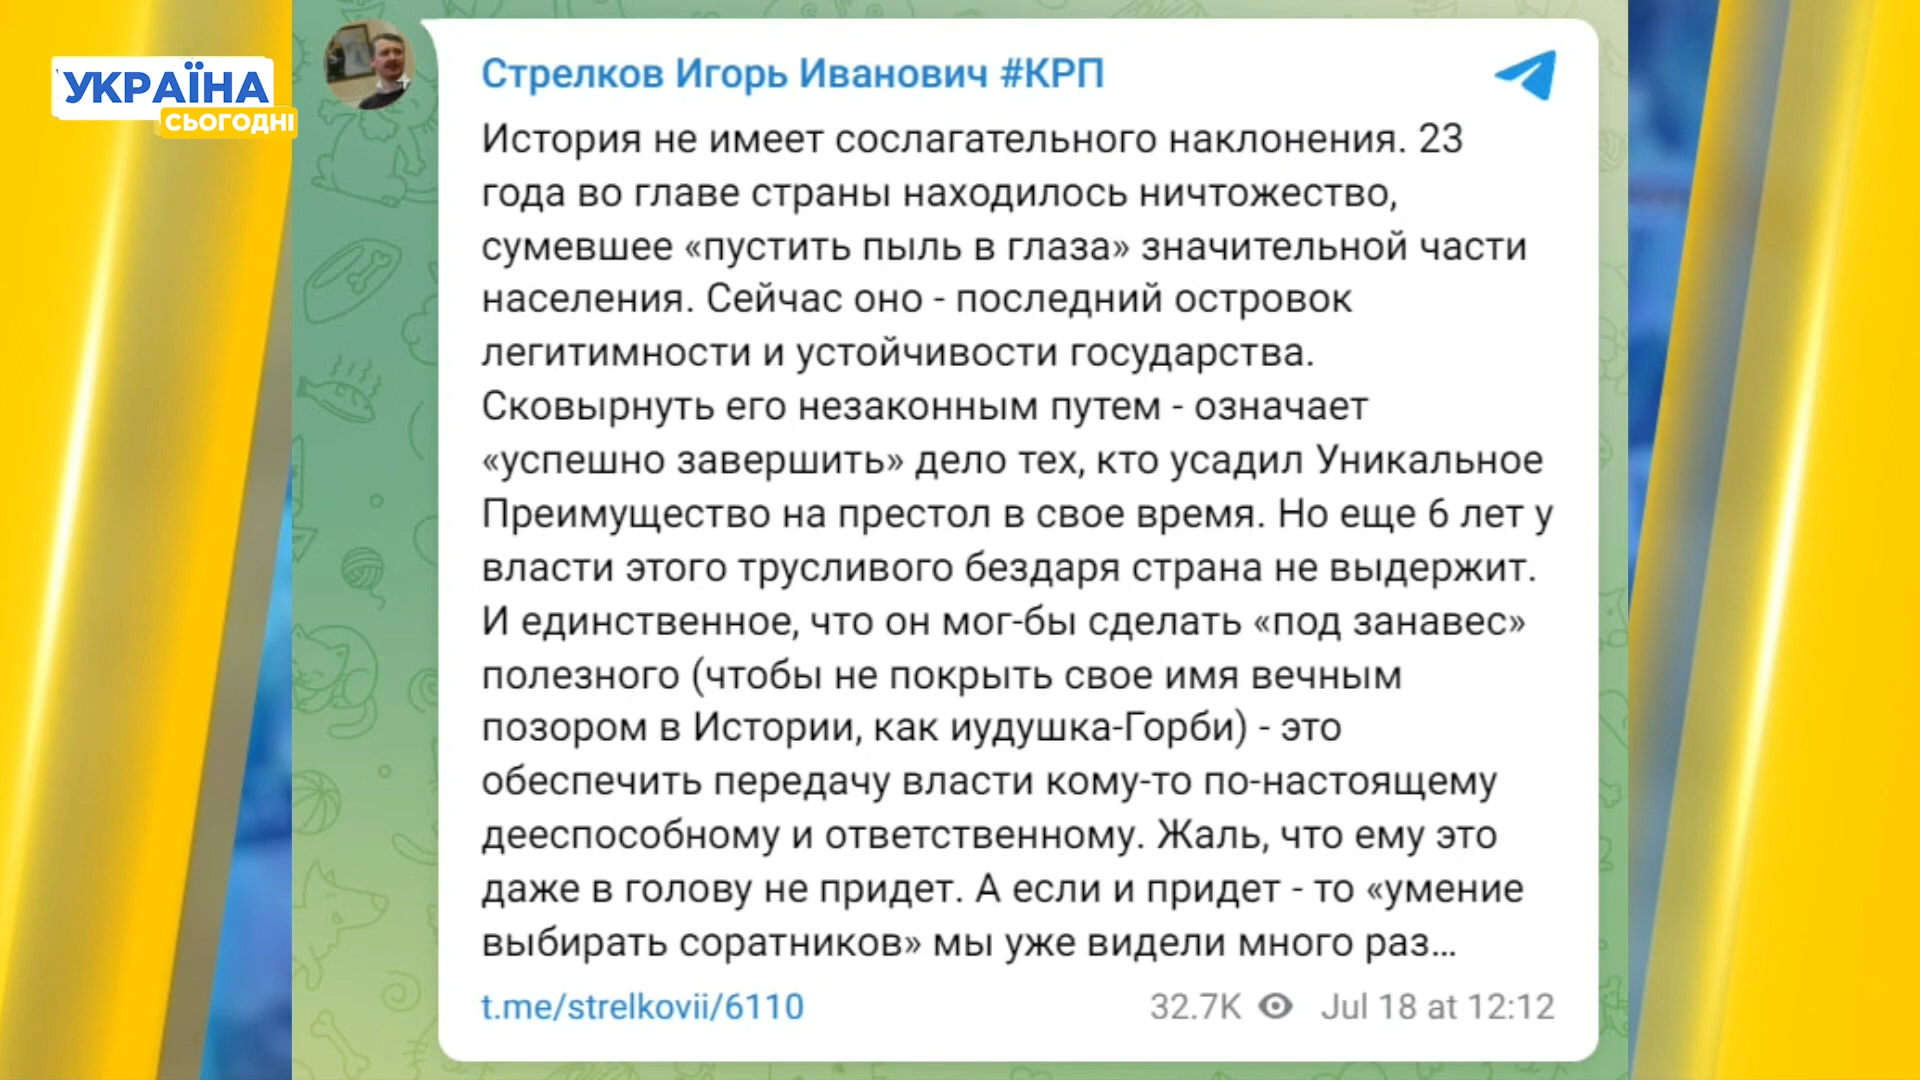 УКРАЇНА
СЬОГОДНІ
Стрелков Игорь Иванович #КРП
История не имеет сослагательного наклонения. 23
года во главе страны находилось ничтожество,
сумевшее «пустить пыль в глаза» значительной части
населения. Сейчас оно - последний островок
легитимности и устойчивости государства.
Сковырнуть его незаконным путем - означает
«успешно завершить» дело тех, кто усадил Уникальное
Преимущество на престол в свое время. Но еще 6 лет у
власти этого трусливого бездаря страна не выдержит.
И единственное, что он мог-бы сделать «под занавес»
полезного (чтобы не покрыть свое имя вечным
позором в Истории, как иудушка-Горби) - это
обеспечить передачу власти кому-то по-настоящему
дееспособному и ответственному. Жаль, что ему это
даже в голову не придет. А если и придет - то «умение
выбирать соратников» мы уже видели много раз...
t.me/strelkovii/6110 32.7K Jul 18 at 12:12